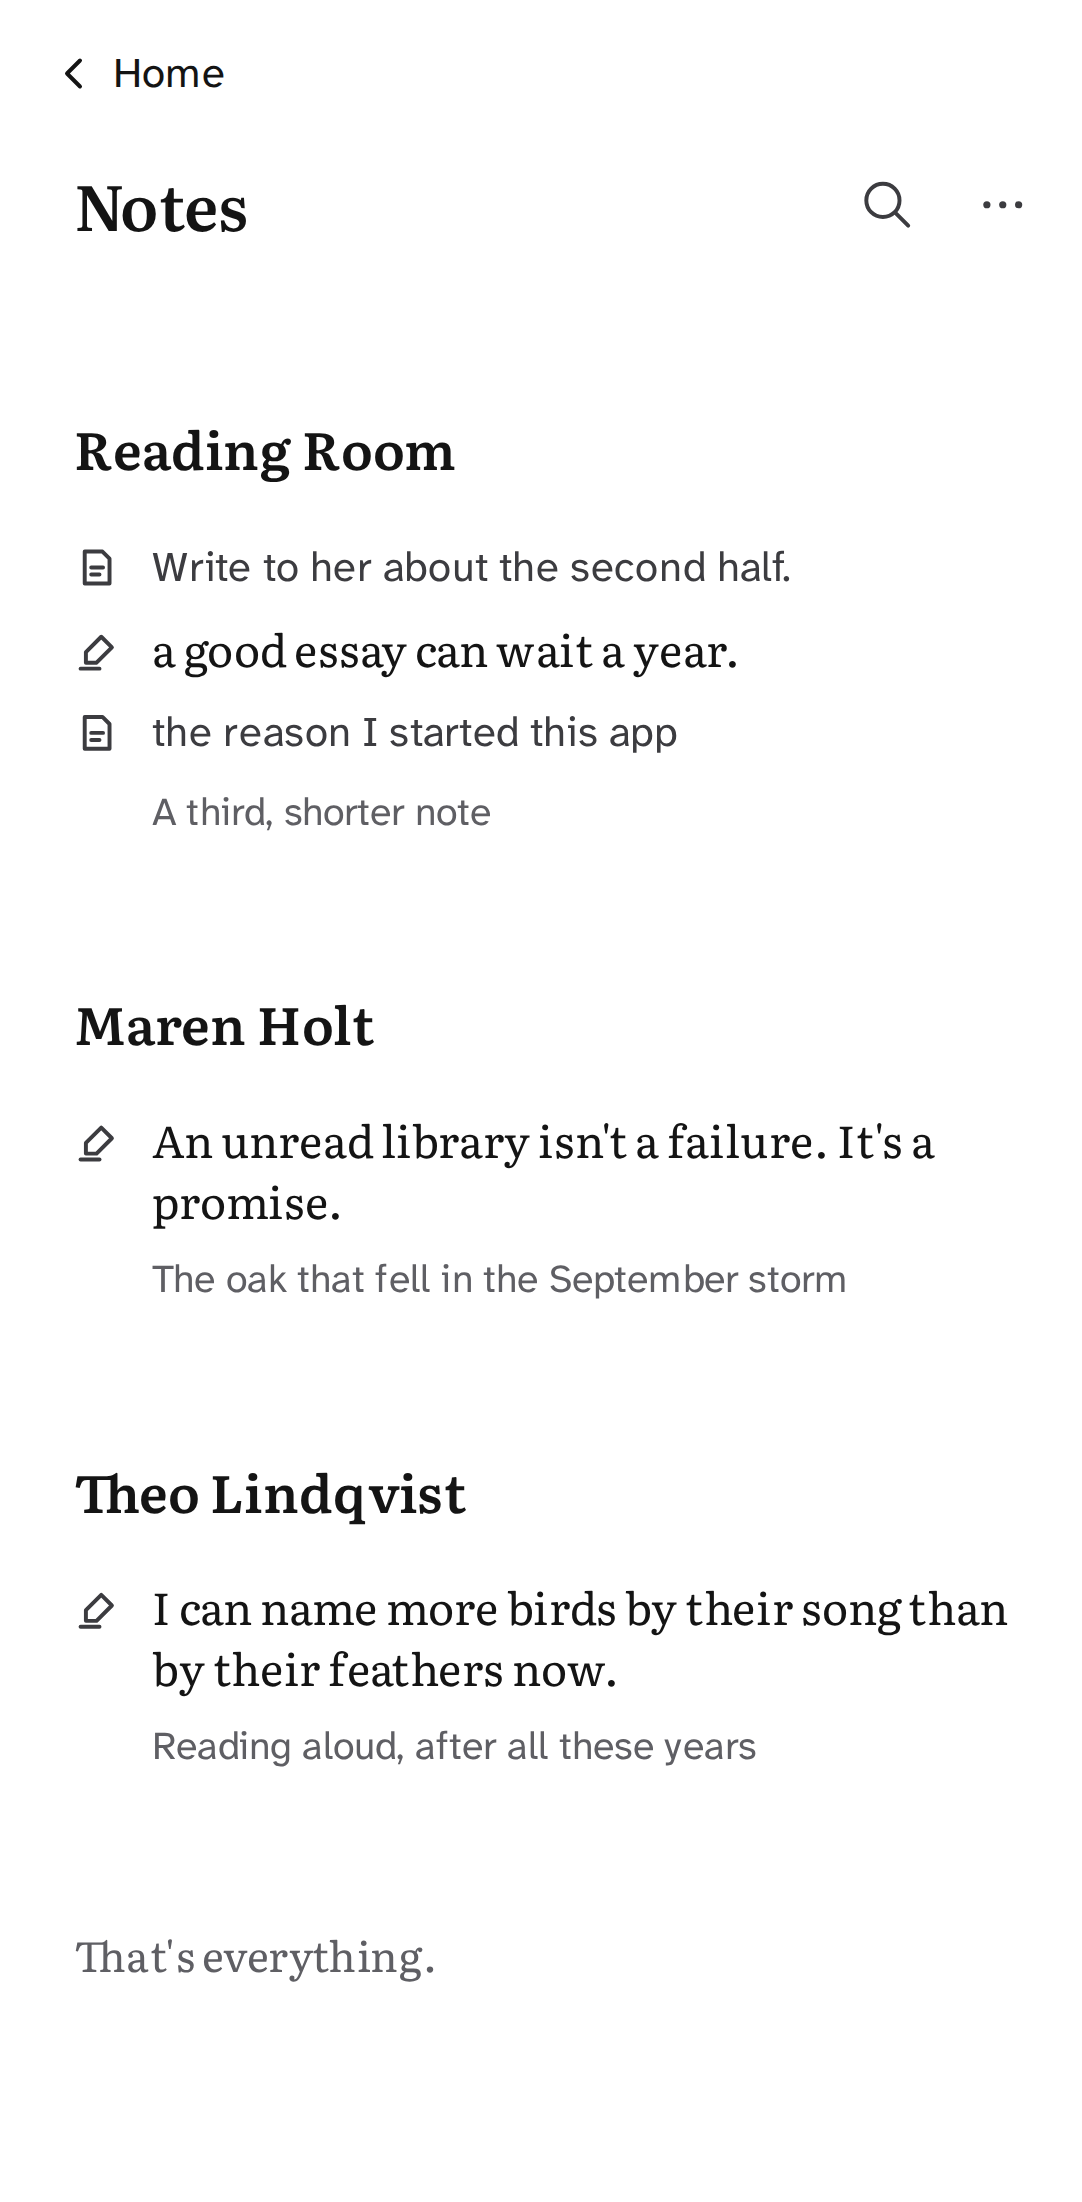 Home
Notes
Reading Room
Write to her about the second half.
a good essay can wait a year.
the reason I started this app
A third, shorter note
Maren Holt
An unread library isn't a failure. It's a
promise.
The oak that fell in the September storm
Theo Lindqvist
I can name more birds by their song than
by their feathers now.
Reading aloud, after all these years
That's everything.